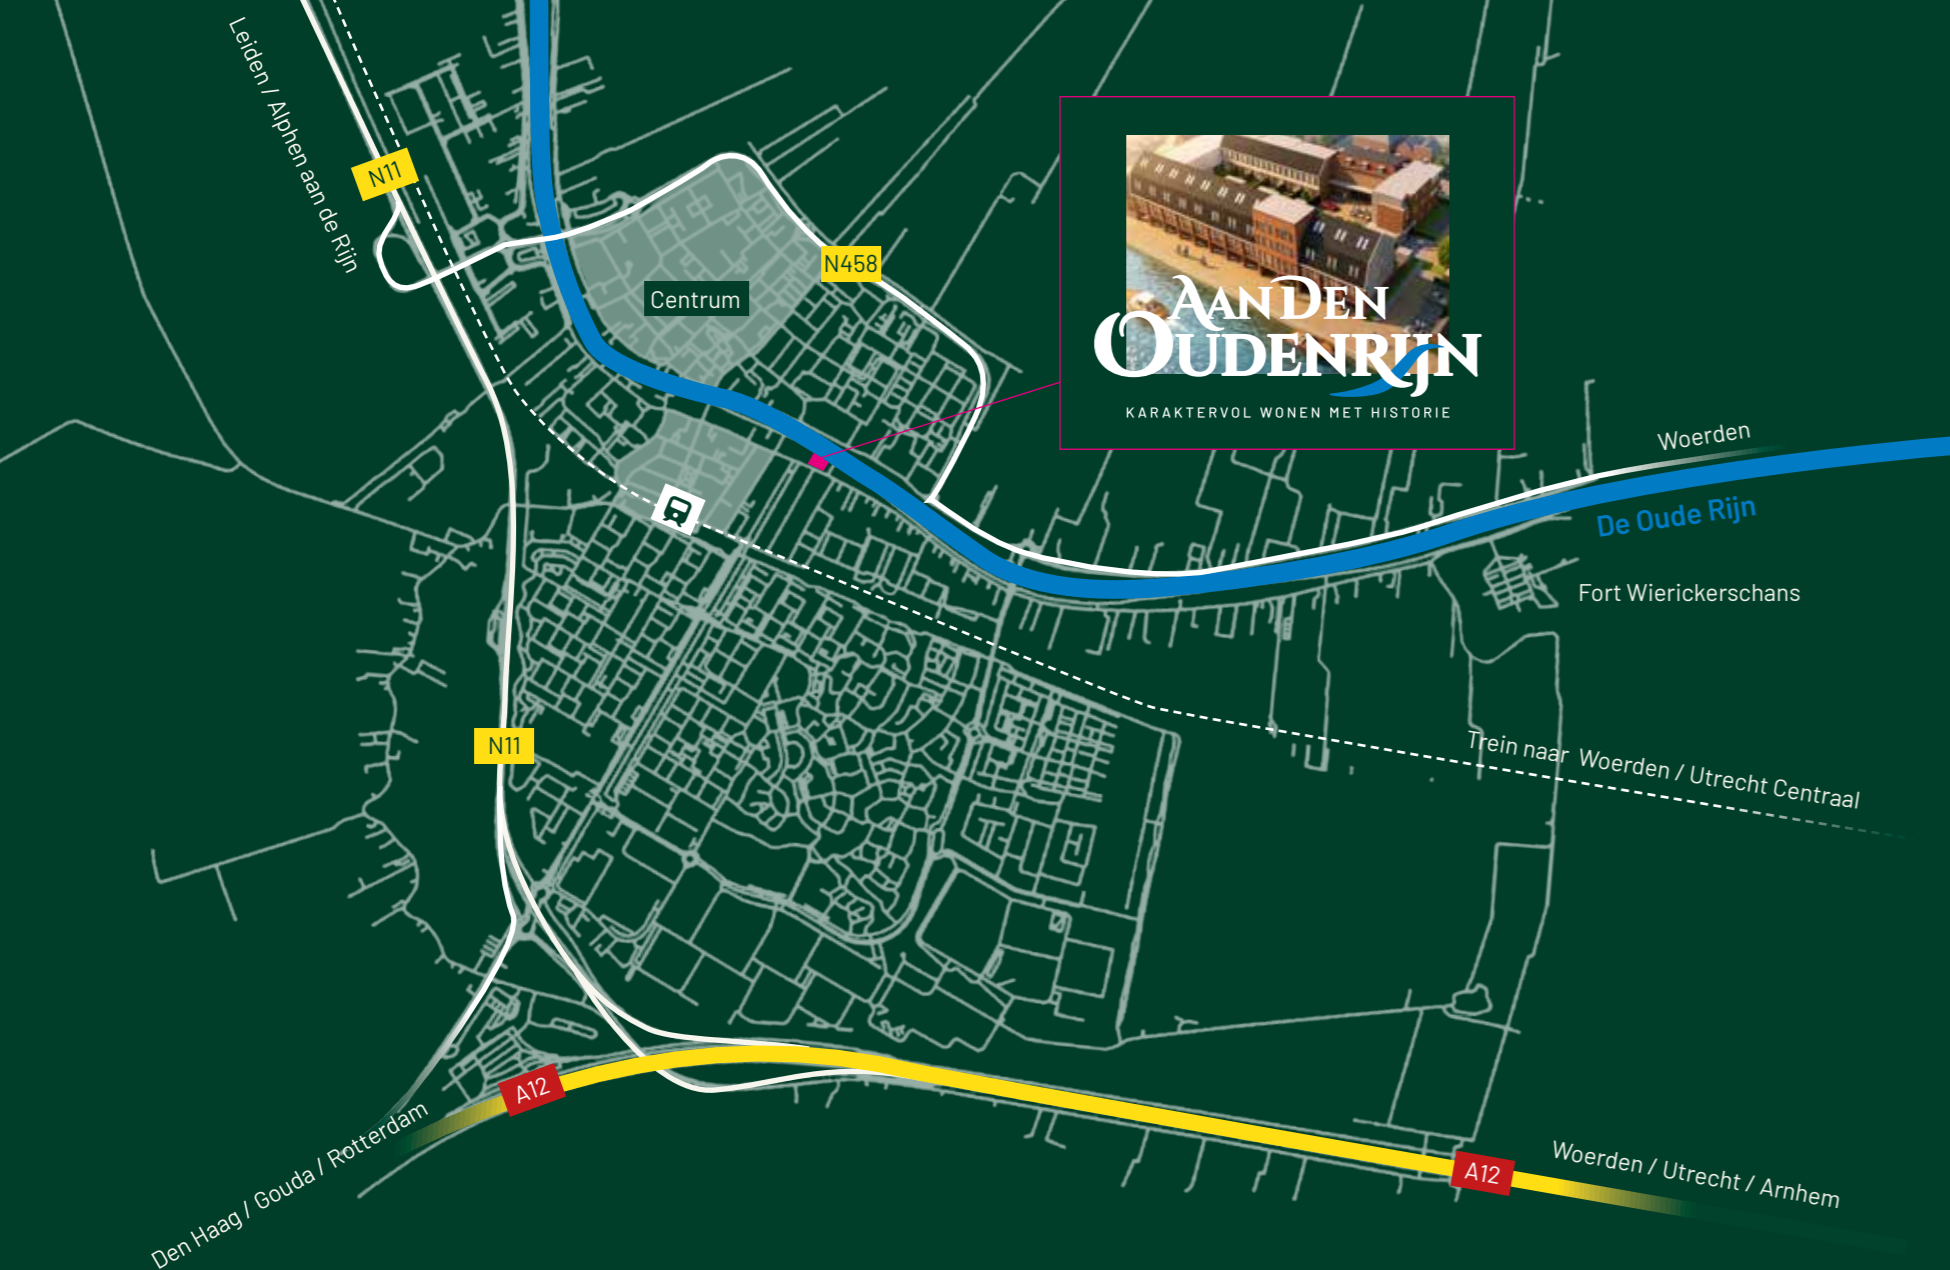 Leiden / Alphen aan de Rijn
N11
N458
Centrum
AAN DEN
OUDENRIJN
KARAKTERVOL WONEN MET HISTORIE
Woerden
De Oude Rijn
Fort Wierickerschans
N11
Trein naar Woerden / Utrecht Centraal
A12
Den Haag / Gouda / Rotterdam
A12
Woerden / Utrecht / Arnhem